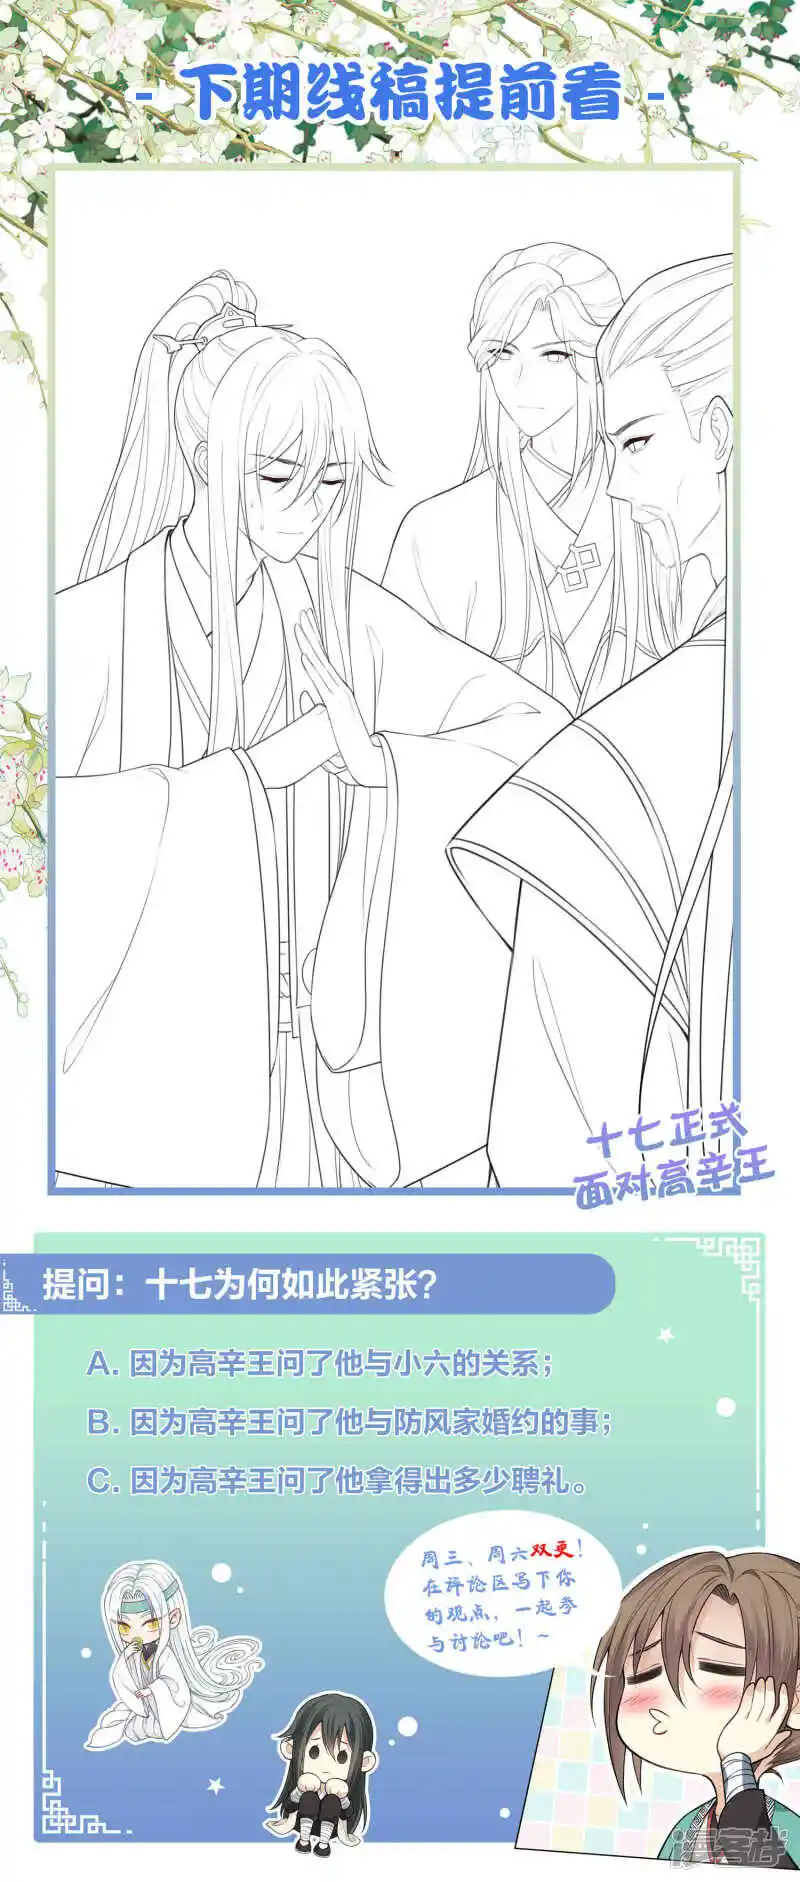 - 下期线稿提前看 -
十七正式
面对高辛王
提问：十七为何如此紧张？
A. 因为高辛王问了他与小六的关系；
B. 因为高辛王问了他与防风家婚约的事；
C. 因为高辛王问了他拿得出多少聘礼。
周三、周六双更！
在评论区写下你
的观点，一起参
与讨论吧！~
漫客栈